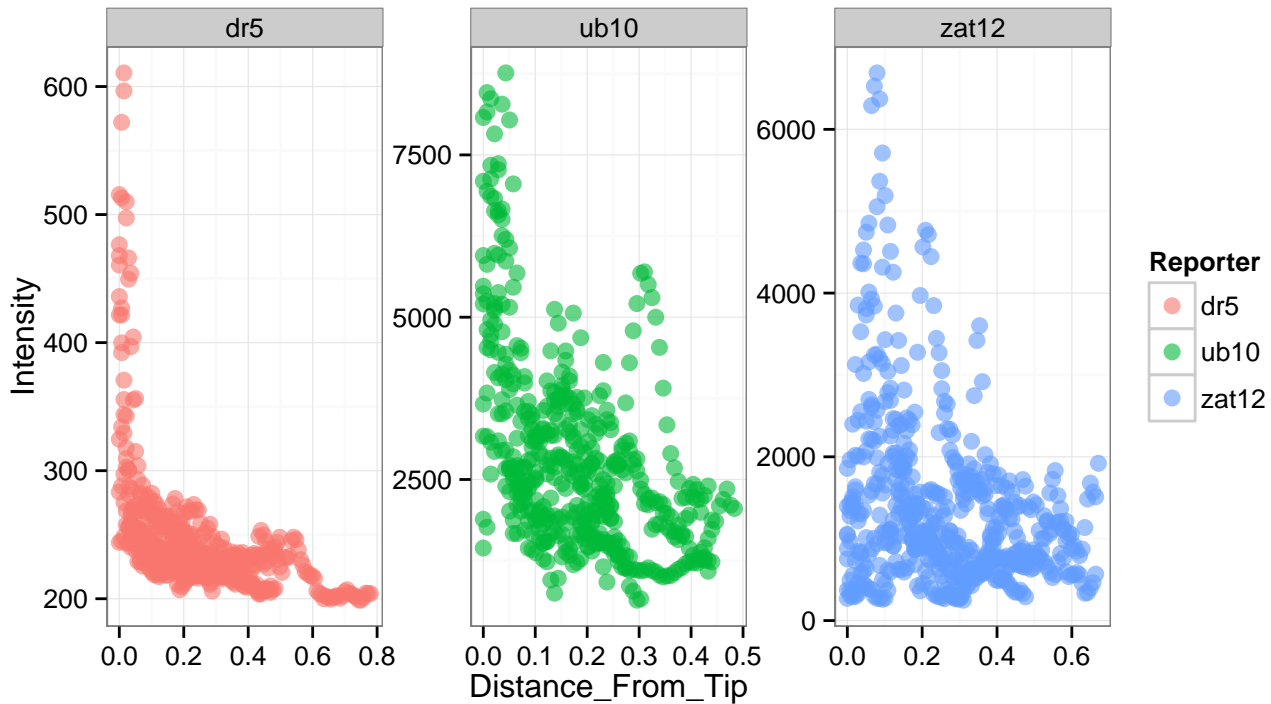 dr5 ub10 zat12
Intensity
600
500
400
300
200
0.0 0.2 0.4 0.6 0.8
7500
5000
2500
0.0 0.1 0.2 0.3 0.4 0.5
6000
4000
2000
0
0.0 0.2 0.4 0.6
Distance_From_Tip
Reporter
dr5
ub10
zat12